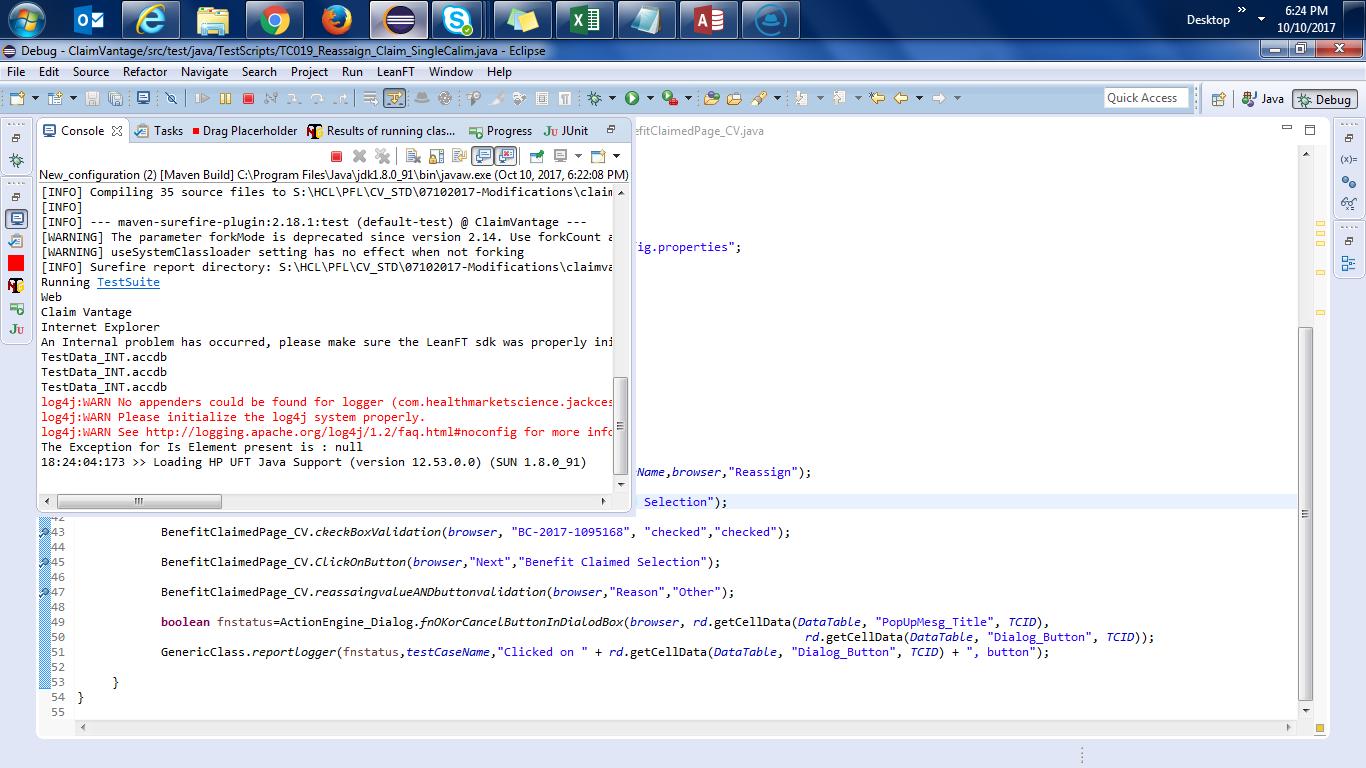 Desktop
»
6:24 PM
10/10/2017
Debug - ClaimVantage/src/test/java/TestScripts/TC019_Reassign_Claim_SingleCalim.java - Eclipse
File Edit Source Refactor Navigate Search Project Run LeanFT Window Help
Quick Access
Java
Debug
Console Tasks Drag Placeholder Results of running clas... Progress JUnit
efitClaimedPage_CV.java
New_configuration (2) [Maven Build] C:\Program Files\Java\jdk1.8.0_91\bin\javaw.exe (Oct 10, 2017, 6:22:08 PM)
[INFO] Compiling 35 source files to S:\HCL\PFL\CV_STD\07102017-Modifications\claim
[INFO]
[INFO] --- maven-surefire-plugin:2.18.1:test (default-test) @ ClaimVantage ---
[WARNING] The parameter forkMode is deprecated since version 2.14. Use forkCount a
[WARNING] useSystemClassloader setting has no effect when not forking
[INFO] Surefire report directory: S:\HCL\PFL\CV_STD\07102017-Modifications\claimva
Running TestSuite
Web
Claim Vantage
Internet Explorer
An Internal problem has occurred, please make sure the LeanFT sdk was properly ini
TestData_INT.accdb
TestData_INT.accdb
TestData_INT.accdb
log4j:WARN No appenders could be found for logger (com.healthmarketscience.jackces
log4j:WARN Please initialize the log4j system properly.
log4j:WARN See http://logging.apache.org/log4j/1.2/faq.html#noconfig for more info
The Exception for Is Element present is : null
18:24:04:173 >> Loading HP UFT Java Support (version 12.53.0.0) (SUN 1.8.0_91)
ig.properties";
Name,browser,"Reassign");
Selection");
42
43 BenefitClaimedPage_CV.ckeckBoxValidation(browser, "BC-2017-1095168", "checked","checked");
44
45 BenefitClaimedPage_CV.ClickOnButton(browser,"Next","Benefit Claimed Selection");
46
47 BenefitClaimedPage_CV.reassaingvalueANDbuttonvalidation(browser,"Reason","Other");
48
49 boolean fnstatus=ActionEngine_Dialog.fnOKorCancelButtonInDialodBox(browser, rd.getCellData(DataTable, "PopUpMesg_Title", TCID),
50 rd.getCellData(DataTable, "Dialog_Button", TCID));
51 GenericClass.reportlogger(fnstatus,testCaseName,"Clicked on " + rd.getCellData(DataTable, "Dialog_Button", TCID) + ", button");
52
53 }
54 }
55